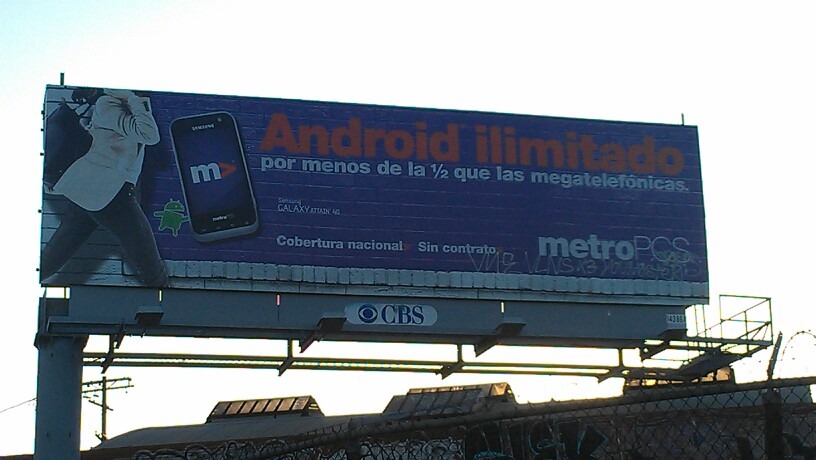 SAMSUNG
m>
metroPCS
Android ilimitado
por menos de la ½ que las megatelefónicas.
Samsung
GALAXY ATTAIN 4G
Cobertura nacional. Sin contrato.
metroPCS
CBS